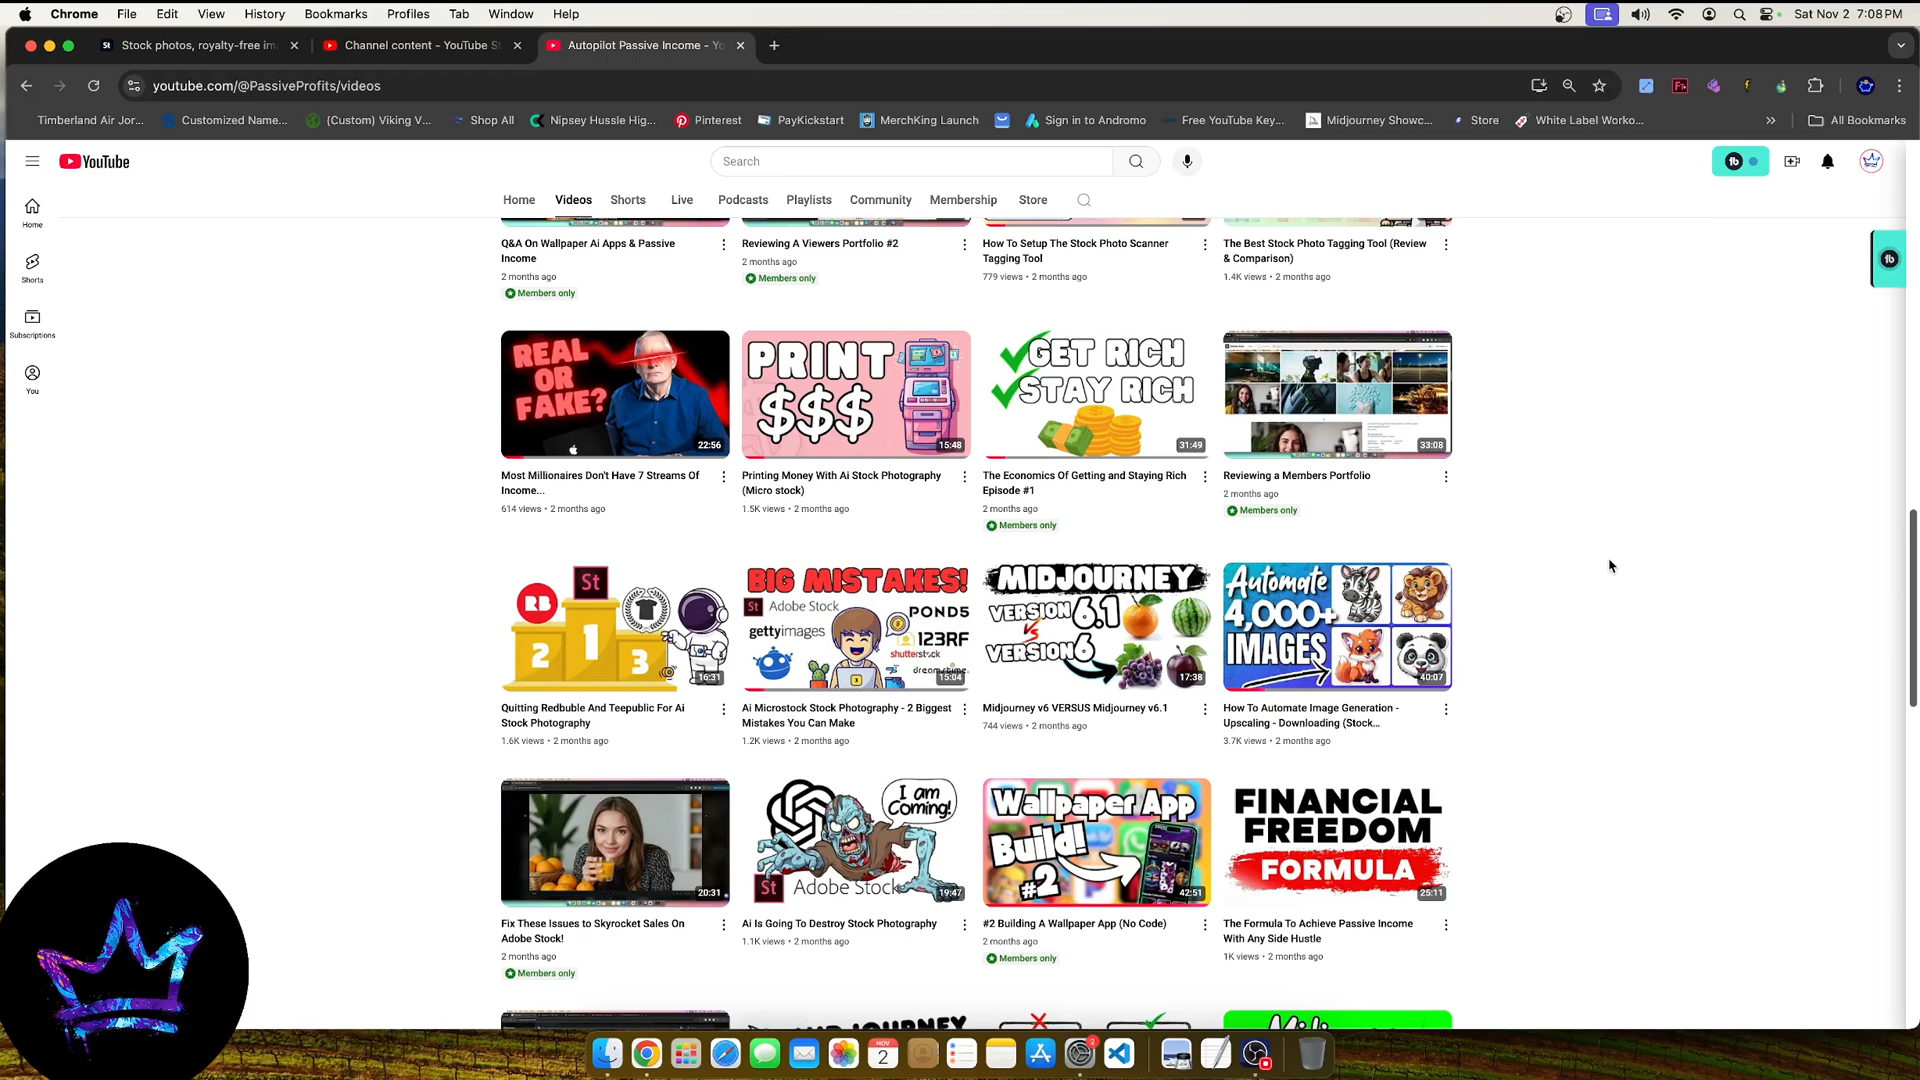 Chrome File Edit View History Bookmarks Profiles Tab Window Help
Sat Nov 2 7:08 PM
St Stock photos, royalty-free im
Channel content - YouTube S
Autopilot Passive Income - Yo
youtube.com/@PassiveProfits/videos
Timberland Air Jor...
Customized Name...
(Custom) Viking V...
Shop All
Nipsey Hussle Hig...
Pinterest
PayKickstart
MerchKing Launch
Sign in to Andromo
Free YouTube Key...
Midjourney Showc...
Store
White Label Worko...
All Bookmarks
YouTube
Search
Home
Videos
Shorts
Live
Podcasts
Playlists
Community
Membership
Store
Home
Shorts
Subscriptions
You
Q&A On Wallpaper Ai Apps & Passive
Income
2 months ago
Members only
Reviewing A Viewers Portfolio #2
2 months ago
Members only
How To Setup The Stock Photo Scanner
Tagging Tool
779 views • 2 months ago
The Best Stock Photo Tagging Tool (Review
& Comparison)
1.4K views • 2 months ago
REAL
OR
FAKE?
22:56
Most Millionaires Don't Have 7 Streams Of
Income...
614 views • 2 months ago
PRINT
$$$
15:48
Printing Money With Ai Stock Photography
(Micro stock)
1.5K views • 2 months ago
GET RICH
STAY RICH
31:49
The Economics Of Getting and Staying Rich
Episode #1
2 months ago
Members only
33:08
Reviewing a Members Portfolio
2 months ago
Members only
St
RB
2 1 3
16:31
Quitting Redbuble And Teepublic For Ai
Stock Photography
1.6K views • 2 months ago
BIG MISTAKES!
St Adobe Stock
POND5
gettyimages
123RF
shutterstock
dreamstime
15:04
Ai Microstock Stock Photography - 2 Biggest
Mistakes You Can Make
1.2K views • 2 months ago
MIDJOURNEY
VERSION 6.1
VS
VERSION 6
17:38
Midjourney v6 VERSUS Midjourney v6.1
744 views • 2 months ago
Automate
4,000+
IMAGES
40:07
How To Automate Image Generation -
Upscaling - Downloading (Stock...
3.7K views • 2 months ago
20:31
Fix These Issues to Skyrocket Sales On
Adobe Stock!
2 months ago
Members only
I am
Coming!
St Adobe Stock
19:47
Ai Is Going To Destroy Stock Photography
1.1K views • 2 months ago
Wallpaper App
Build!
#2
42:51
#2 Building A Wallpaper App (No Code)
2 months ago
Members only
FINANCIAL
FREEDOM
FORMULA
25:11
The Formula To Achieve Passive Income
With Any Side Hustle
1K views • 2 months ago
NOV
2
2